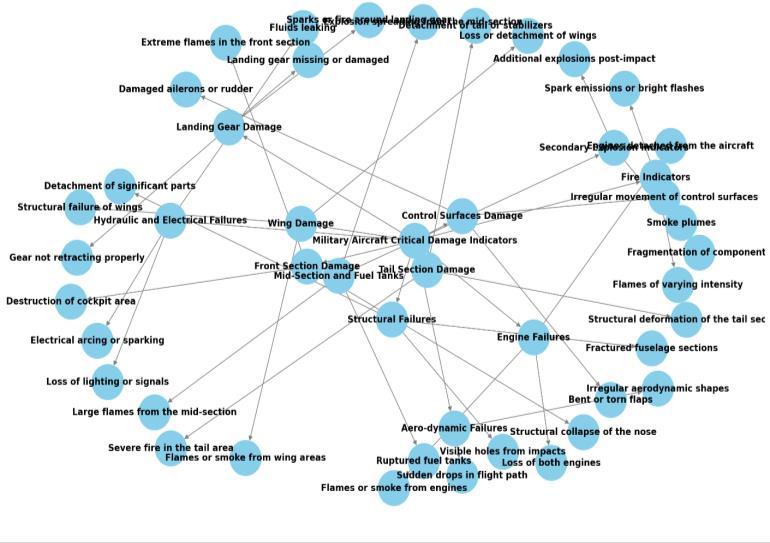 Sparks or fire around landing gear
Explosion spreading from the mid-section
Detachment of tail or stabilizers
Fluids leaking
Loss or detachment of wings
Extreme flames in the front section
Landing gear missing or damaged
Additional explosions post-impact
Damaged ailerons or rudder
Spark emissions or bright flashes
Landing Gear Damage
Secondary Explosion Indicators
Engines detached from the aircraft
Fire Indicators
Detachment of significant parts
Irregular movement of control surfaces
Structural failure of wings
Hydraulic and Electrical Failures
Wing Damage
Control Surfaces Damage
Smoke plumes
Military Aircraft Critical Damage Indicators
Gear not retracting properly
Fragmentation of component
Front Section Damage
Mid-Section and Fuel Tanks
Tail Section Damage
Flames of varying intensity
Destruction of cockpit area
Structural Failures
Structural deformation of the tail sec
Electrical arcing or sparking
Engine Failures
Fractured fuselage sections
Loss of lighting or signals
Irregular aerodynamic shapes
Bent or torn flaps
Large flames from the mid-section
Aero-dynamic Failures
Structural collapse of the nose
Severe fire in the tail area
Flames or smoke from wing areas
Visible holes from impacts
Ruptured fuel tanks
Loss of both engines
Sudden drops in flight path
Flames or smoke from engines